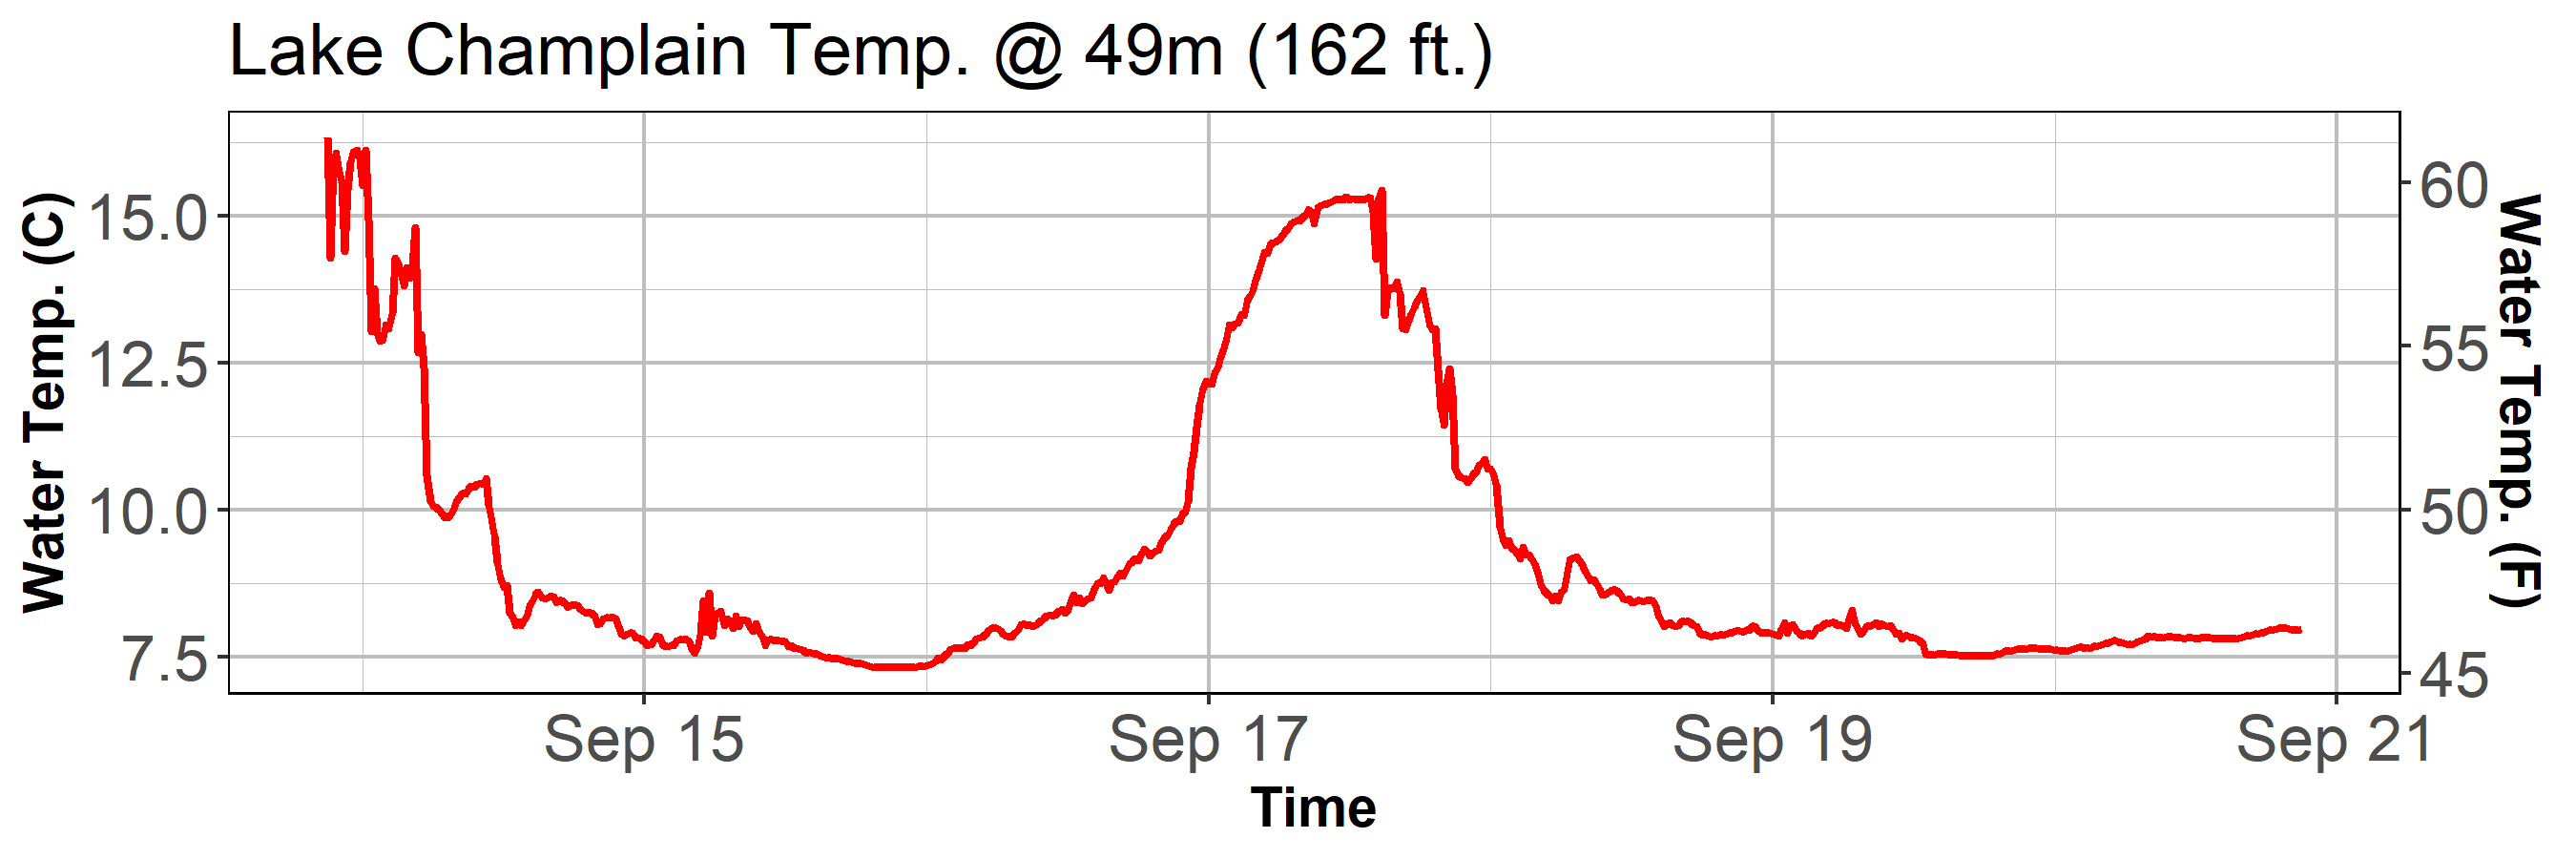 Lake Champlain Temp. @ 49m (162 ft.)
Water Temp. (C)
15.0
12.5
10.0
7.5
60
55
50
45
Water Temp. (F)
Sep 15 Sep 17 Sep 19 Sep 21
Time